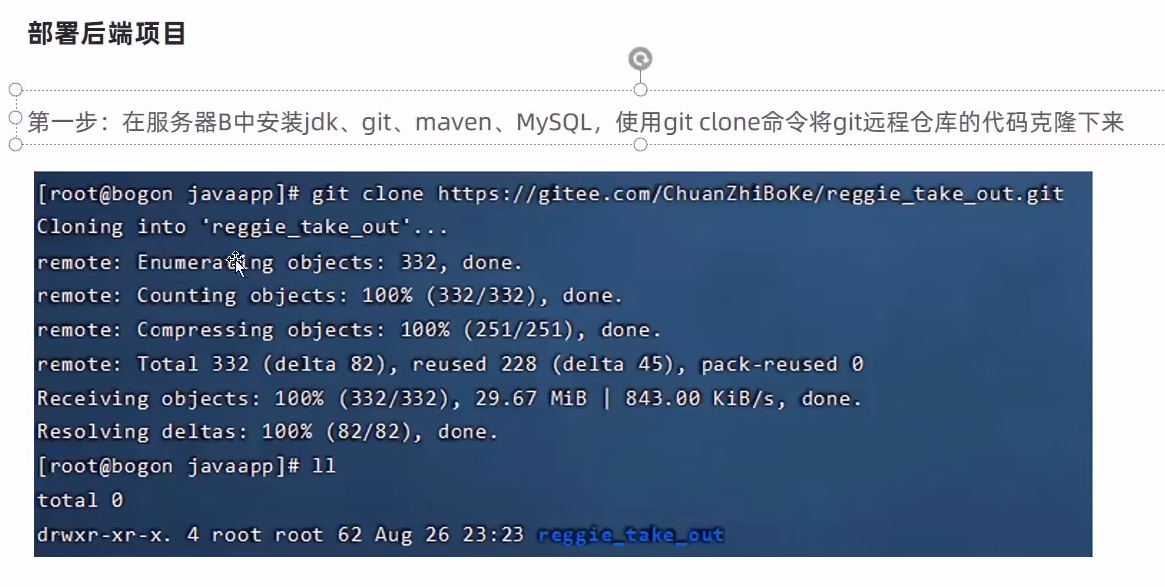 部署后端项目
第一步：在服务器B中安装jdk、git、maven、MySQL，使用git clone命令将git远程仓库的代码克隆下来
[root@bogon javaapp]# git clone https://gitee.com/ChuanZhiBoKe/reggie_take_out.git
Cloning into 'reggie_take_out'...
remote: Enumerating objects: 332, done.
remote: Counting objects: 100% (332/332), done.
remote: Compressing objects: 100% (251/251), done.
remote: Total 332 (delta 82), reused 228 (delta 45), pack-reused 0
Receiving objects: 100% (332/332), 29.67 MiB | 843.00 KiB/s, done.
Resolving deltas: 100% (82/82), done.
[root@bogon javaapp]# ll
total 0
drwxr-xr-x. 4 root root 62 Aug 26 23:23 reggie_take_out